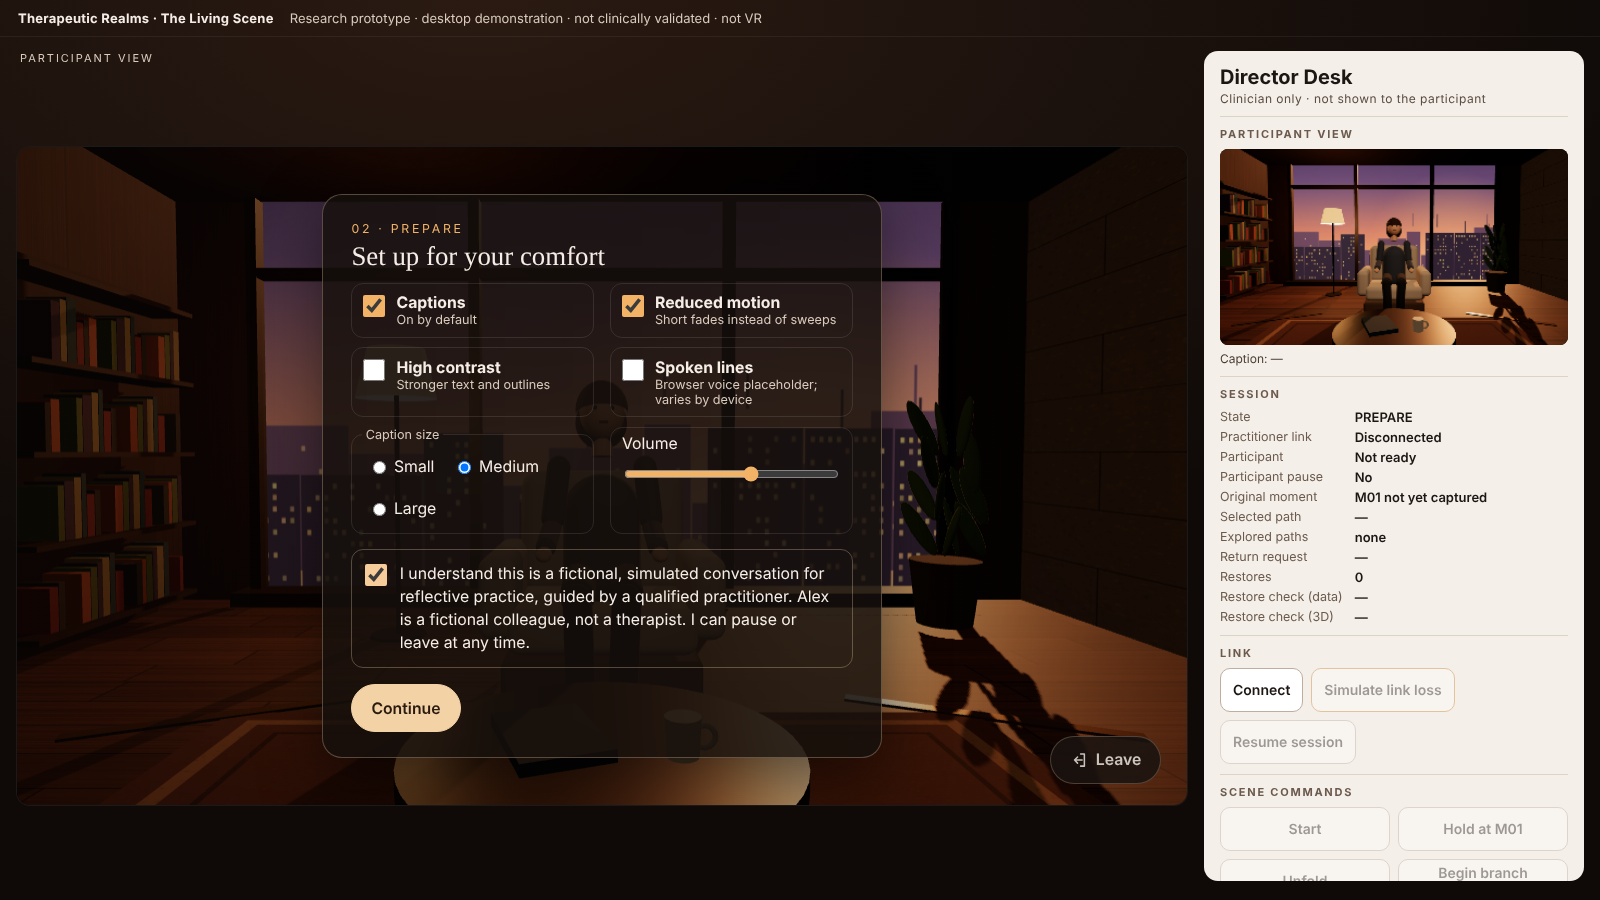 Therapeutic Realms · The Living Scene Research prototype · desktop demonstration · not clinically validated · not VR
PARTICIPANT VIEW
02 · PREPARE
Set up for your comfort
Captions
On by default
Reduced motion
Short fades instead of sweeps
High contrast
Stronger text and outlines
Spoken lines
Browser voice placeholder;
varies by device
Caption size
Small Medium
Large
Volume
I understand this is a fictional, simulated conversation for
reflective practice, guided by a qualified practitioner. Alex
is a fictional colleague, not a therapist. I can pause or
leave at any time.
Continue
Leave
Director Desk
Clinician only · not shown to the participant
PARTICIPANT VIEW
Caption: —
SESSION
State PREPARE
Practitioner link Disconnected
Participant Not ready
Participant pause No
Original moment M01 not yet captured
Selected path —
Explored paths none
Return request —
Restores 0
Restore check (data) —
Restore check (3D) —
LINK
Connect Simulate link loss
Resume session
SCENE COMMANDS
Start Hold at M01
Unfold Begin branch